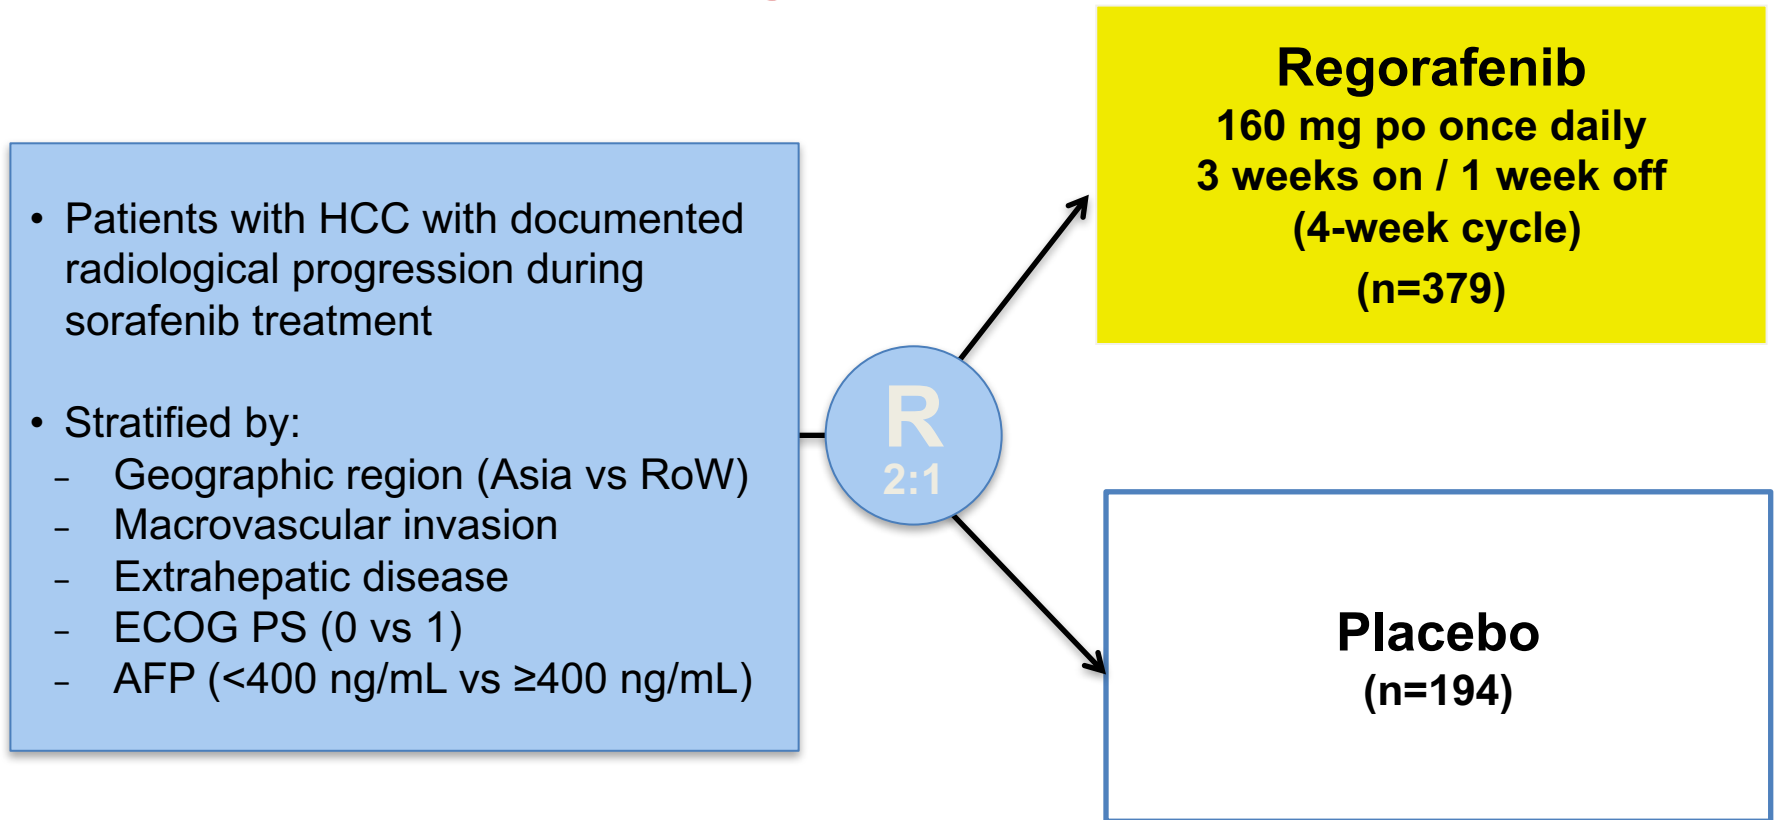 • Patients with HCC with documented
radiological progression during
sorafenib treatment
• Stratified by:
– Geographic region (Asia vs RoW)
– Macrovascular invasion
– Extrahepatic disease
– ECOG PS (0 vs 1)
– AFP (<400 ng/mL vs ≥400 ng/mL)
R
2:1
Regorafenib
160 mg po once daily
3 weeks on / 1 week off
(4-week cycle)
(n=379)
Placebo
(n=194)